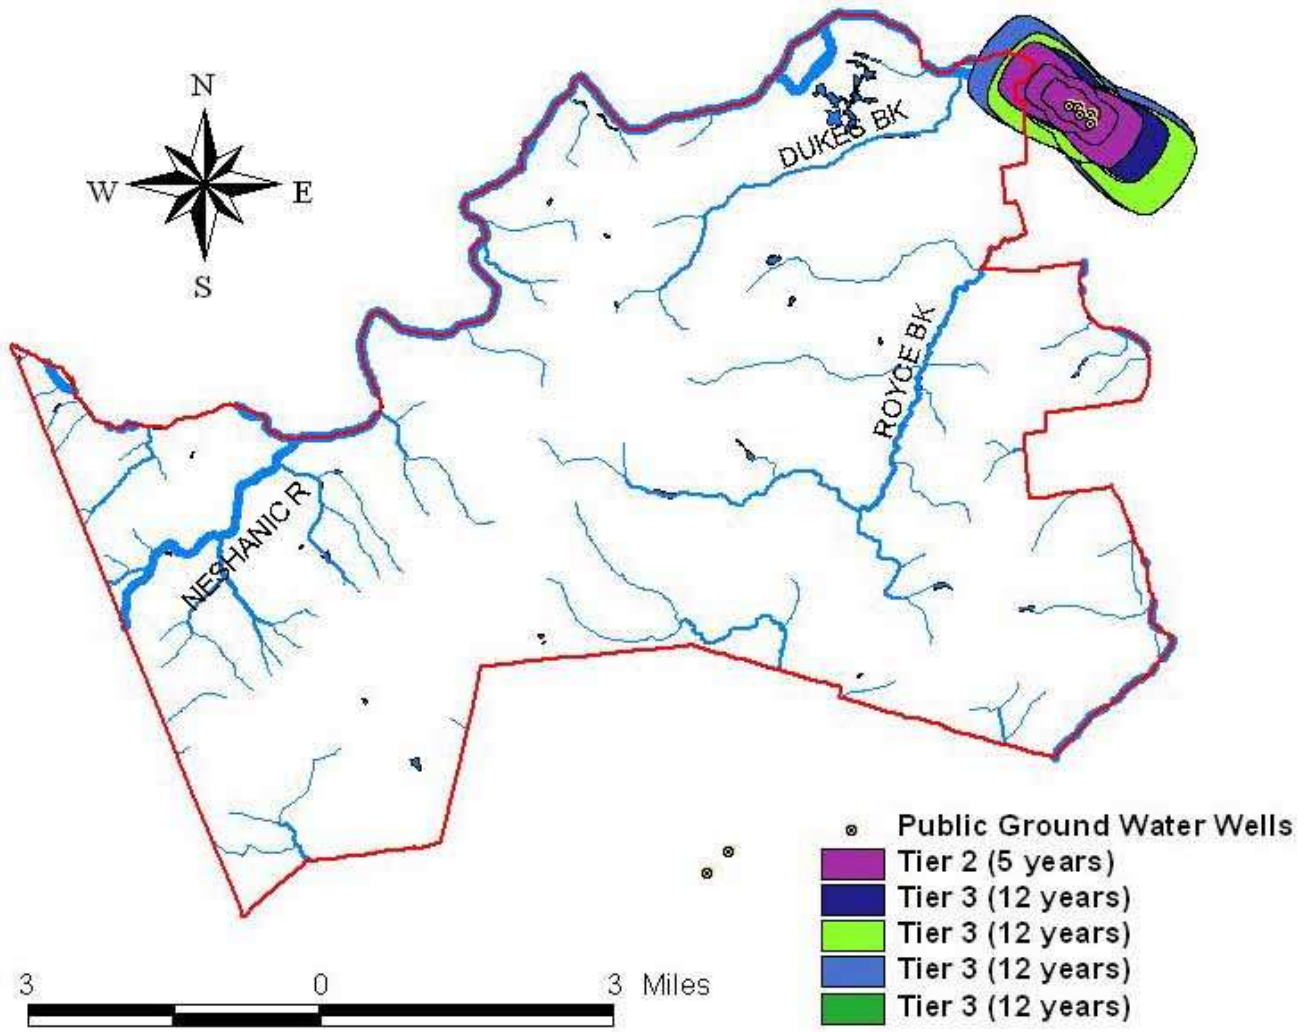 N
W E
S
DUKES BK
ROYCE BK
NESHANIC R
Public Ground Water Wells
Tier 2 (5 years)
Tier 3 (12 years)
Tier 3 (12 years)
Tier 3 (12 years)
Tier 3 (12 years)
3 0 3 Miles